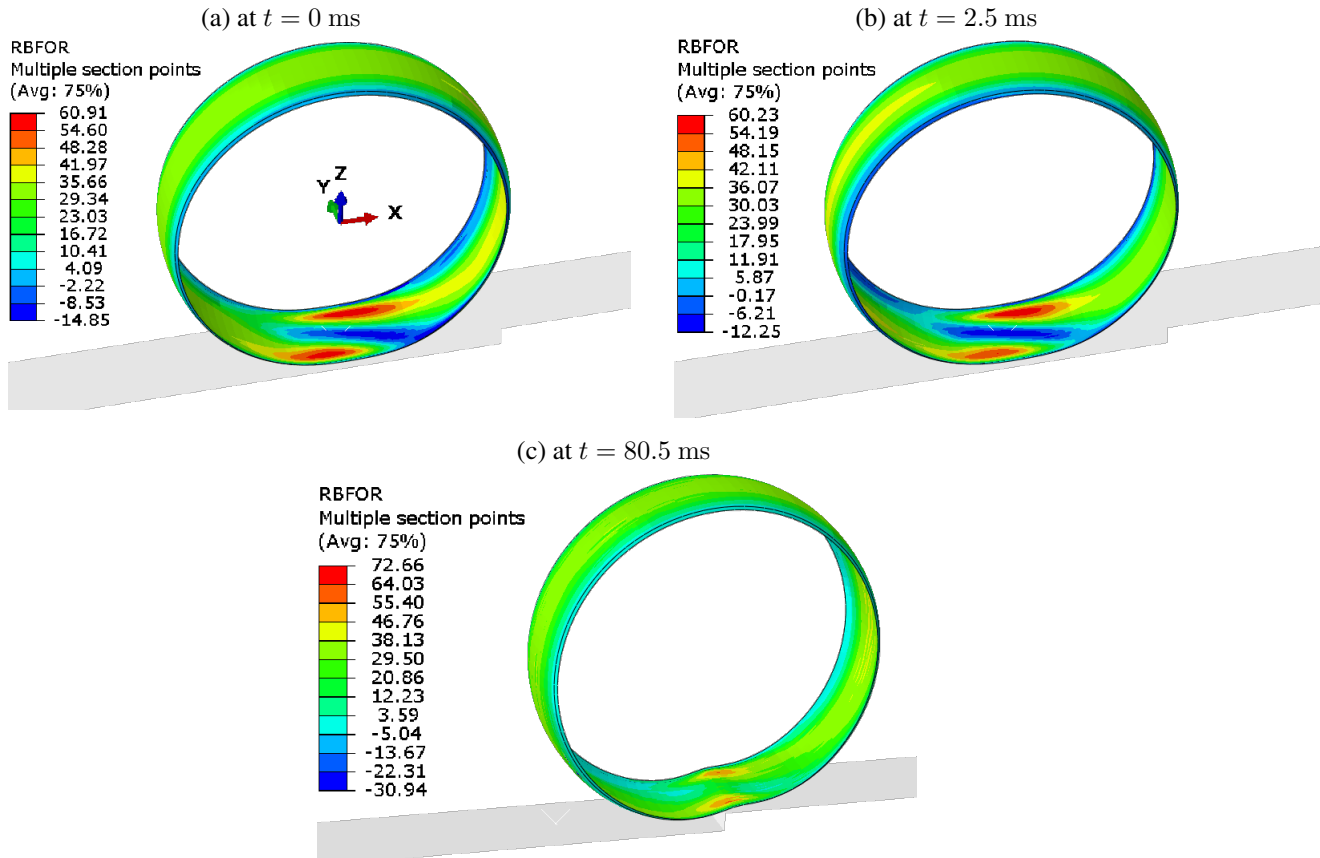 (a) at t = 0 ms
RBFOR
Multiple section points
(Avg: 75%)
60.91
54.60
48.28
41.97
35.66
29.34
23.03
16.72
10.41
4.09
-2.22
-8.53
-14.85
Y Z
X
(b) at t = 2.5 ms
RBFOR
Multiple section points
(Avg: 75%)
60.23
54.19
48.15
42.11
36.07
30.03
23.99
17.95
11.91
5.87
-0.17
-6.21
-12.25
(c) at t = 80.5 ms
RBFOR
Multiple section points
(Avg: 75%)
72.66
64.03
55.40
46.76
38.13
29.50
20.86
12.23
3.59
-5.04
-13.67
-22.31
-30.94